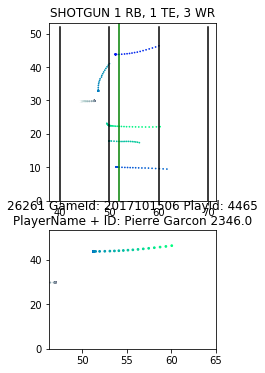 SHOTGUN 1 RB, 1 TE, 3 WR
50
40
30
20
10
0
40 50 60 70
26261 GameId: 2017101506 PlayId: 4465
PlayerName + ID: Pierre Garcon 2346.0
40
20
0
50 55 60 65